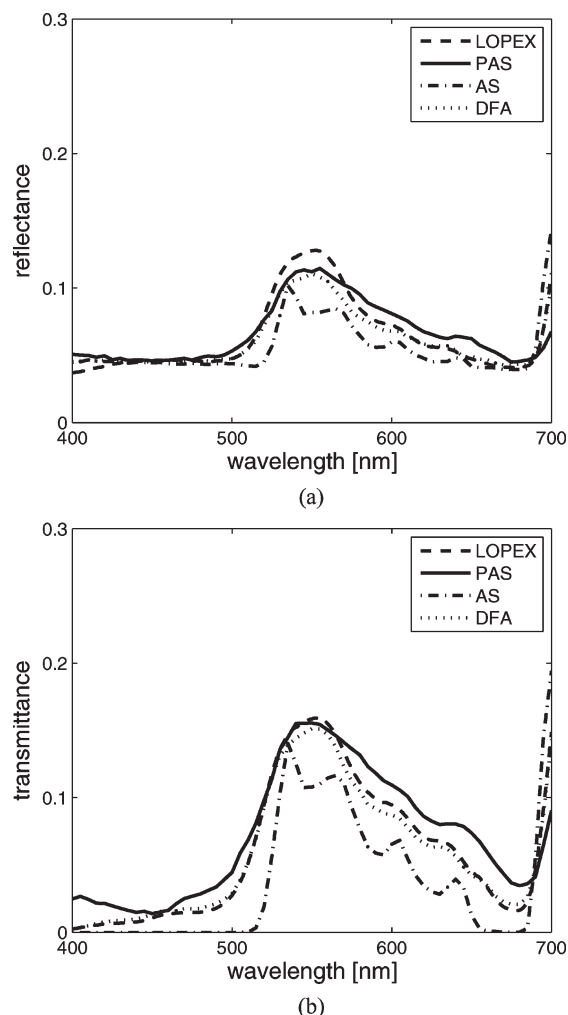 0.3
LOPEX
PAS
AS
DFA
0.2
reflectance
0.1
0
400
500
600
700
wavelength [nm]
(a)
0.3
LOPEX
PAS
AS
DFA
0.2
transmittance
0.1
0
400
500
600
700
wavelength [nm]
(b)